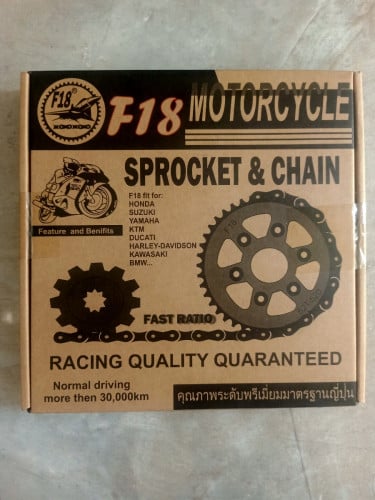 F18®
F-18 MOTORCYCLE
SPROCKET & CHAIN
F18 fit for:
HONDA
SUZUKI
YAMAHA
KTM
DUCATI
HARLEY-DAVIDSON
KAWASAKI
BMW...
Feature and Benifits
F18
FAST RATIO
RACING QUALITY QUARANTEED
Normal driving
more then 30,000km
คุณภาพระดับพรีเมี่ยมมาตรฐานญี่ปุ่น